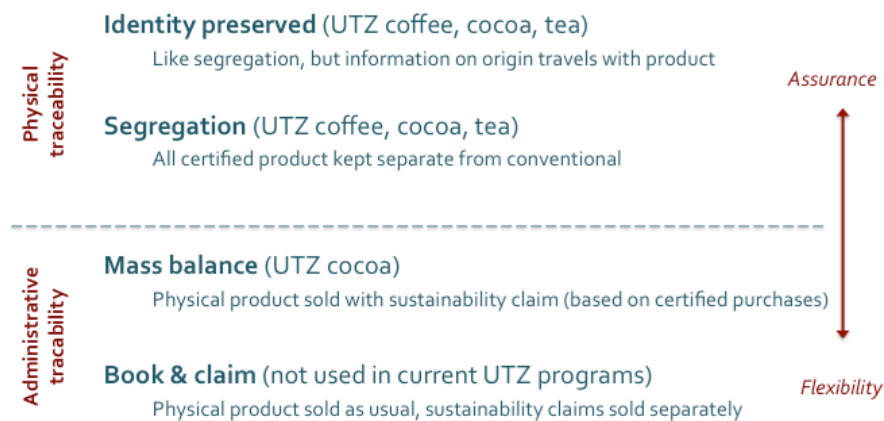 Identity preserved (UTZ coffee, cocoa, tea)
Like segregation, but information on origin travels with product
Physical
traceability
Assurance
Segregation (UTZ coffee, cocoa, tea)
All certified product kept separate from conventional
Mass balance (UTZ cocoa)
Physical product sold with sustainability claim (based on certified purchases)
Administrative
tracability
Book & claim (not used in current UTZ programs)
Flexibility
Physical product sold as usual, sustainability claims sold separately